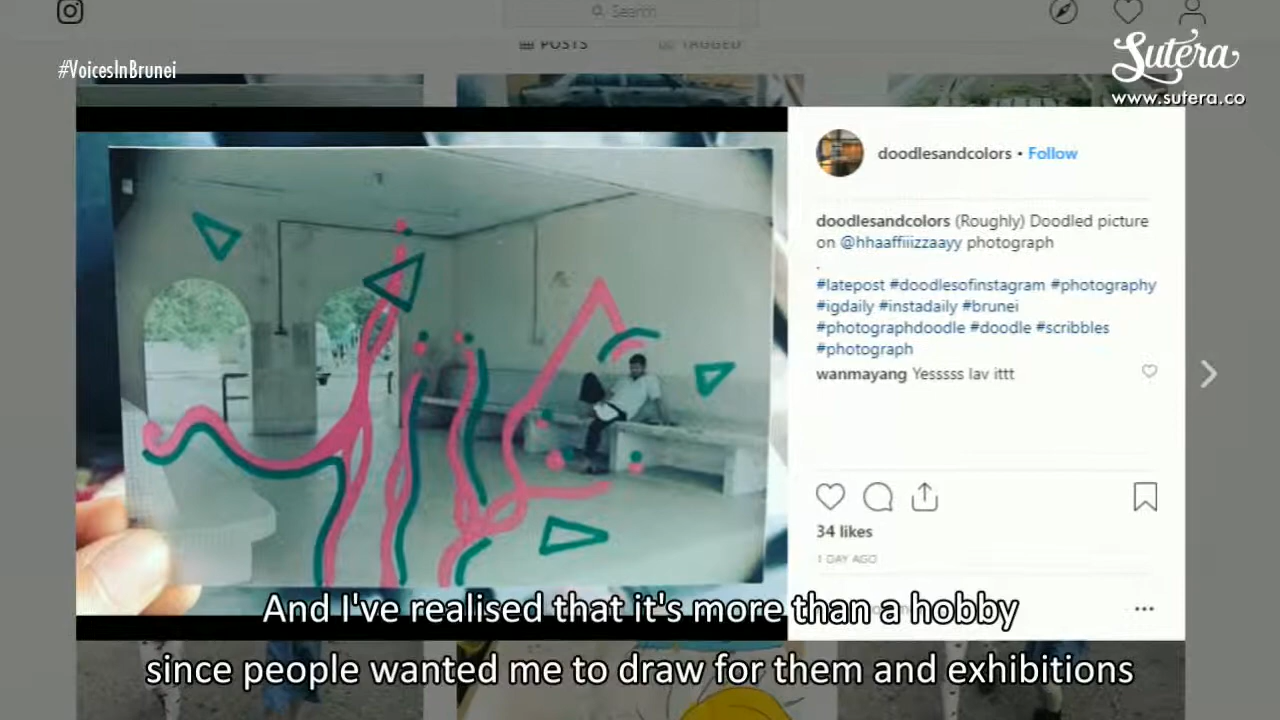 Search
POSTS
TAGGED
#VoicesInBrunei
Sutera
www.sutera.co
doodlesandcolors • Follow
doodlesandcolors (Roughly) Doodled picture
on @hhaaffiiizzaayy photograph
.
#latepost #doodlesofinstagram #photography
#igdaily #instadaily #brunei
#photographdoodle #doodle #scribbles
#photograph
wanmayang Yesssss lav ittt
34 likes
1 DAY AGO
And I've realised that it's more than a hobby
since people wanted me to draw for them and exhibitions